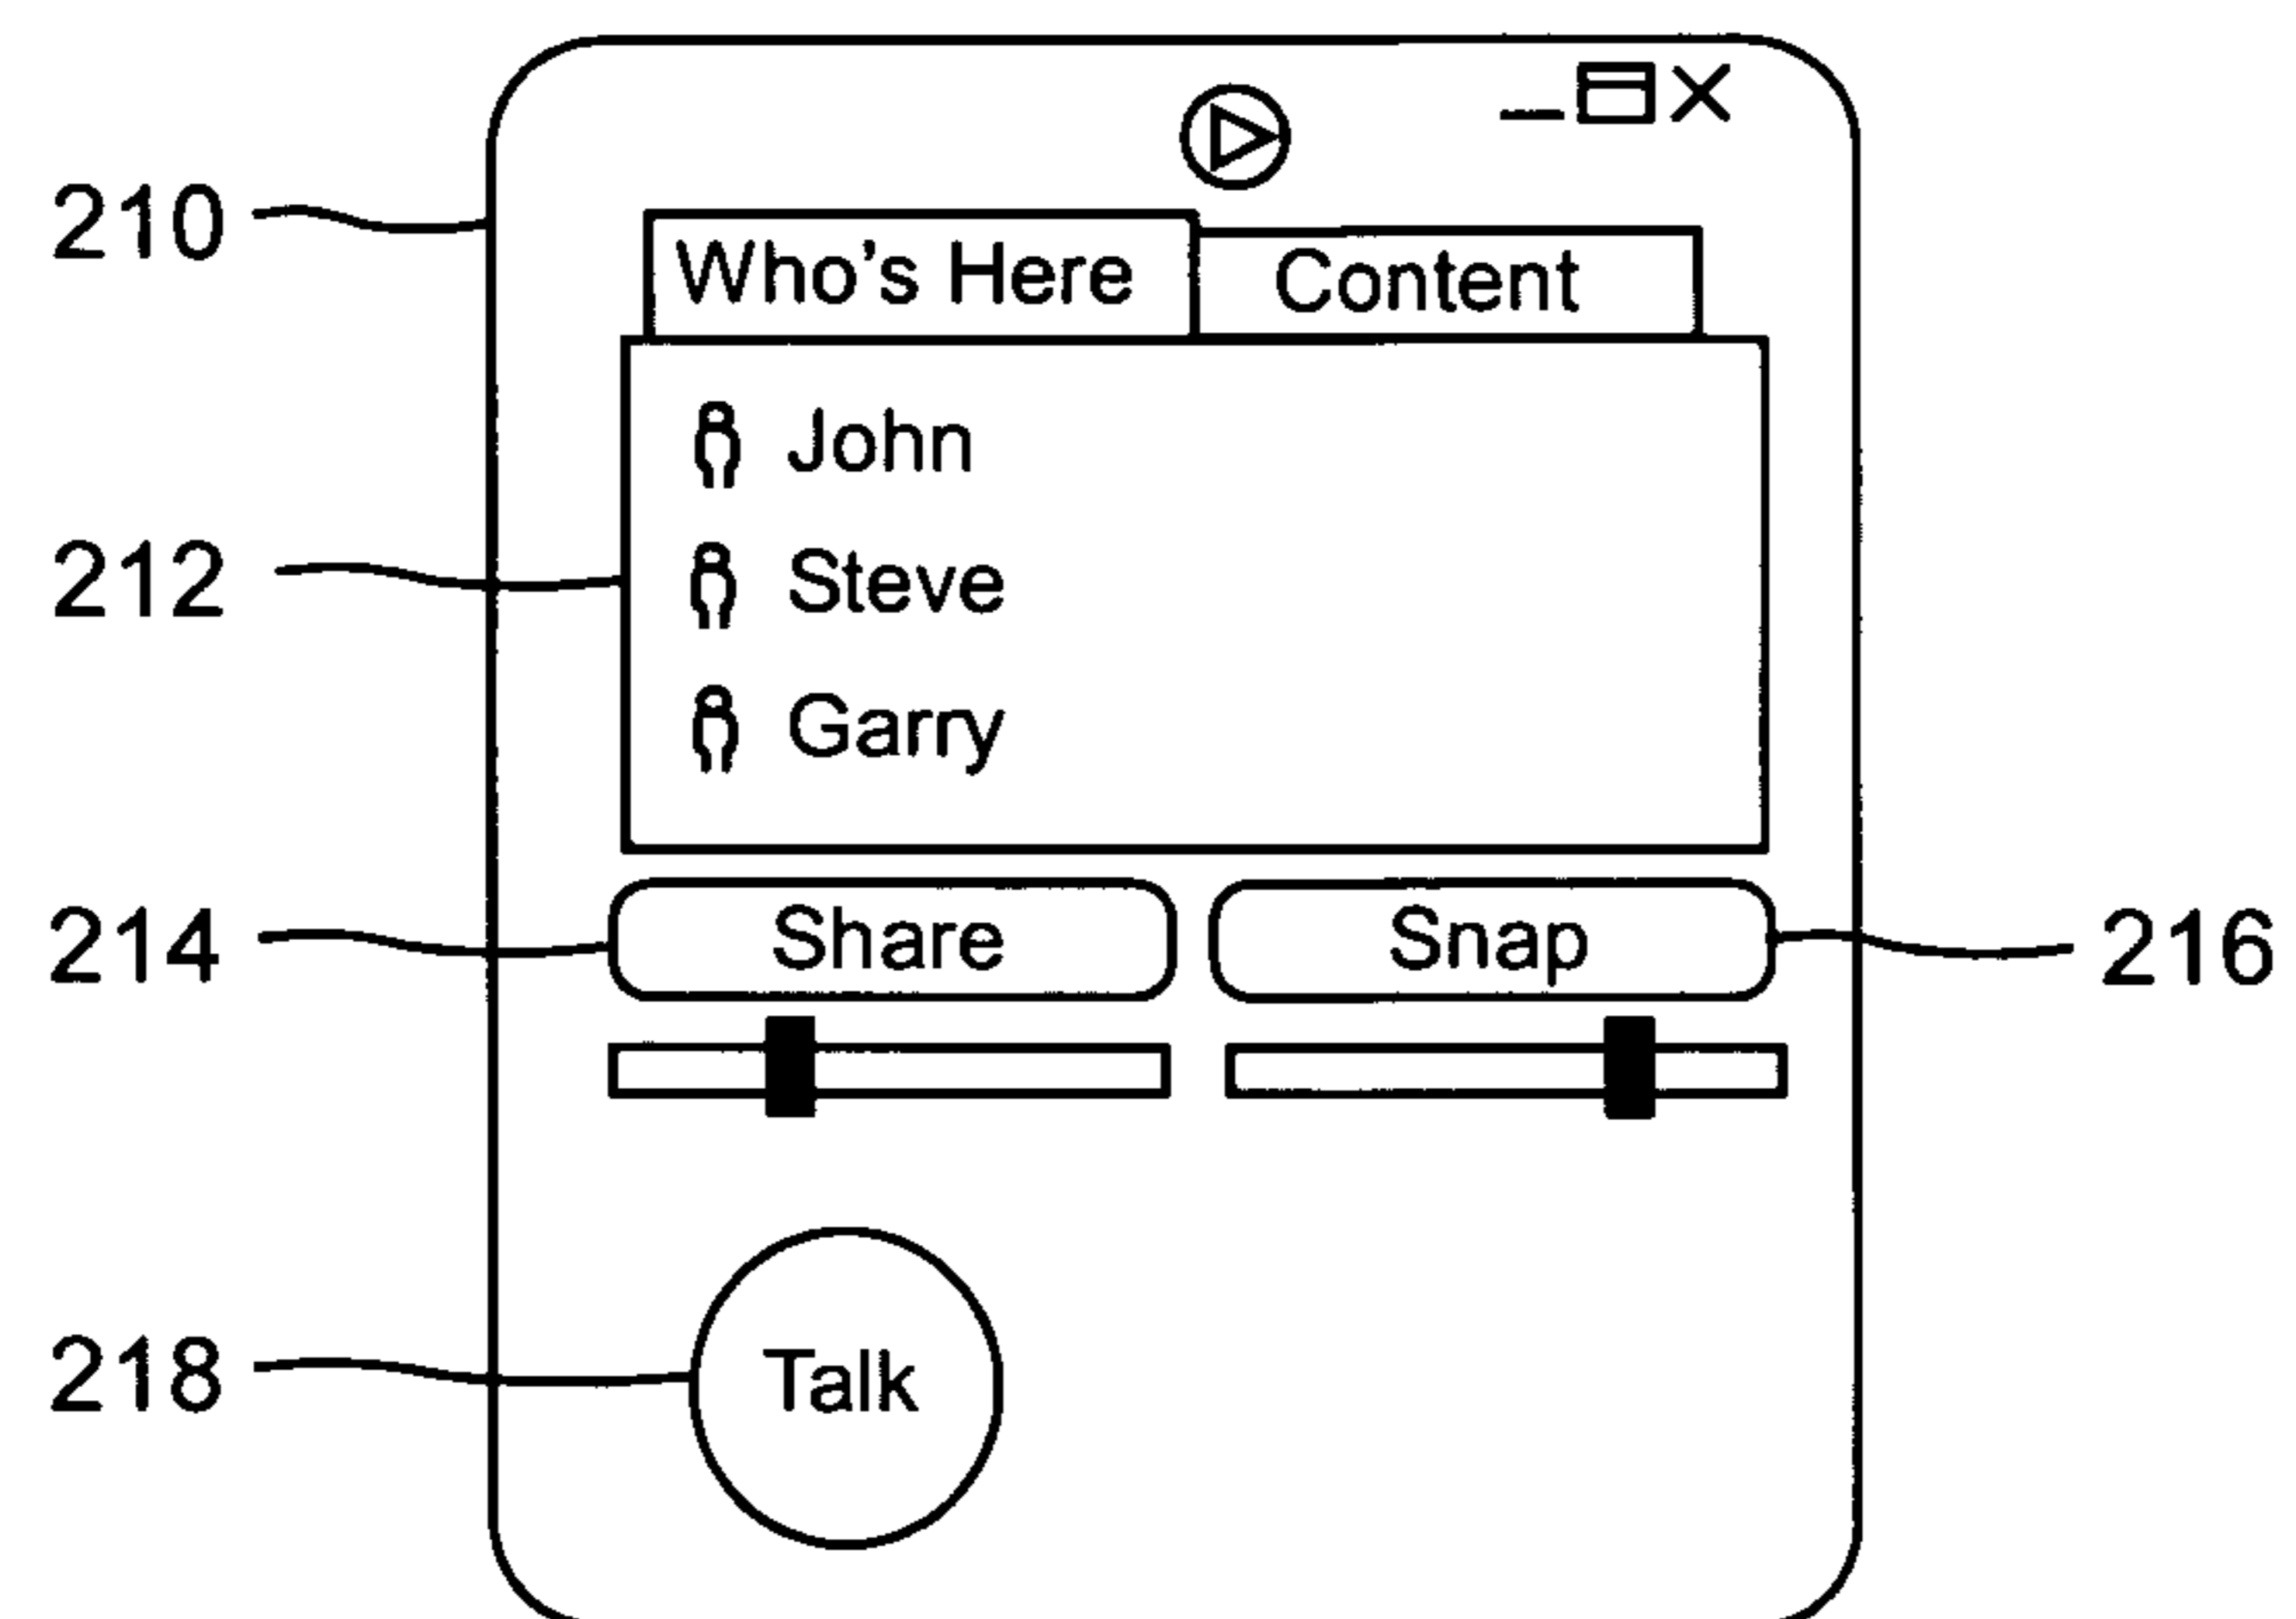 210
Who's Here Content
John
212
Steve
Garry
214
Share Snap
216
218
Talk